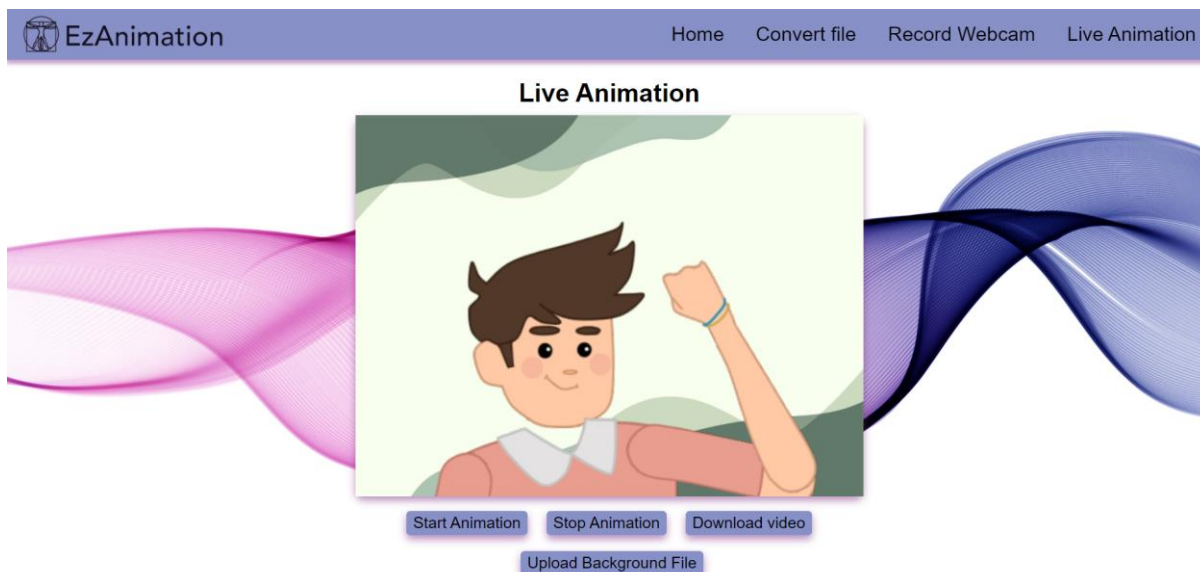 EzAnimation
Home Convert file Record Webcam Live Animation
Live Animation
Start Animation Stop Animation Download video
Upload Background File